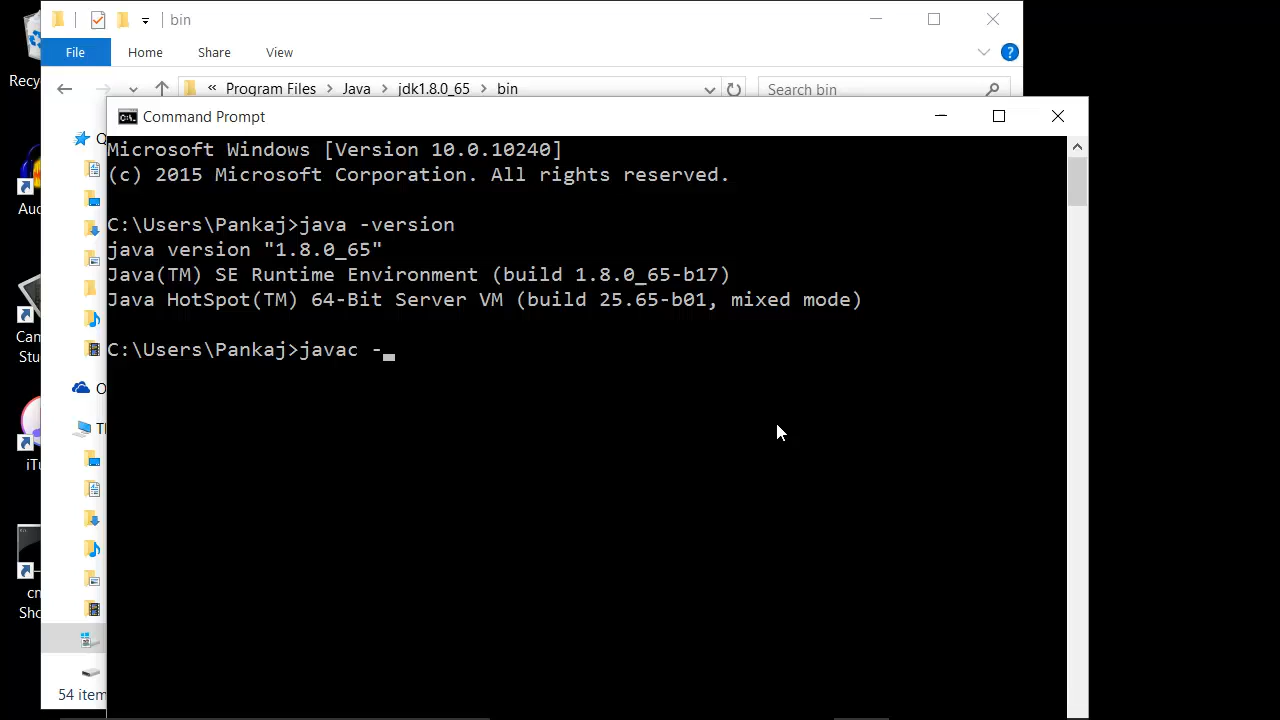 bin
File Home Share View
« Program Files Java jdk1.8.0_65 bin Search bin
Command Prompt
Microsoft Windows [Version 10.0.10240]
(c) 2015 Microsoft Corporation. All rights reserved.
C:\Users\Pankaj>java -version
java version "1.8.0_65"
Java(TM) SE Runtime Environment (build 1.8.0_65-b17)
Java HotSpot(TM) 64-Bit Server VM (build 25.65-b01, mixed mode)
C:\Users\Pankaj>javac -
54 item
Recyc
Aud
Cam
Stu
iTu
cm
Sho